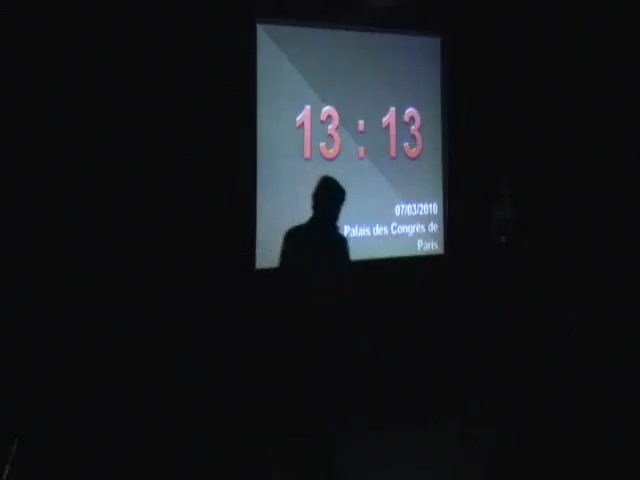 13 : 13
07/03/2010
Palais des Congrès de
Paris